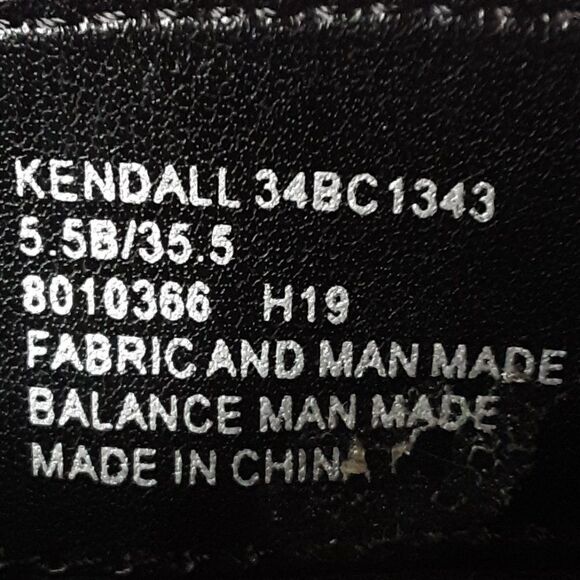 KENDALL 34BC1343
5.5B/35.5
8010366 H19
FABRIC AND MAN MADE
BALANCE MAN MADE
MADE IN CHINA